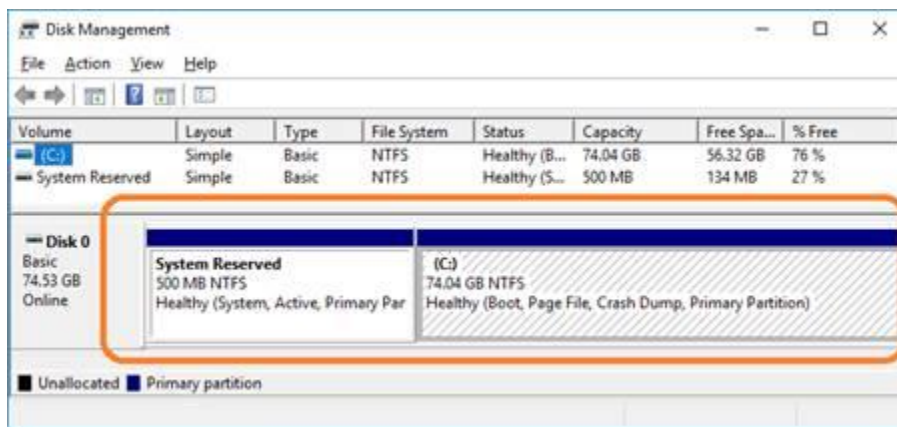 Disk Management
File Action View Help
Volume Layout Type File System Status Capacity Free Spa... % Free
(C:) Simple Basic NTFS Healthy (B... 74.04 GB 56.32 GB 76 %
System Reserved Simple Basic NTFS Healthy (S... 500 MB 134 MB 27 %
Disk 0
Basic
74.53 GB
Online
System Reserved
500 MB NTFS
Healthy (System, Active, Primary Par
(C:)
74.04 GB NTFS
Healthy (Boot, Page File, Crash Dump, Primary Partition)
Unallocated Primary partition